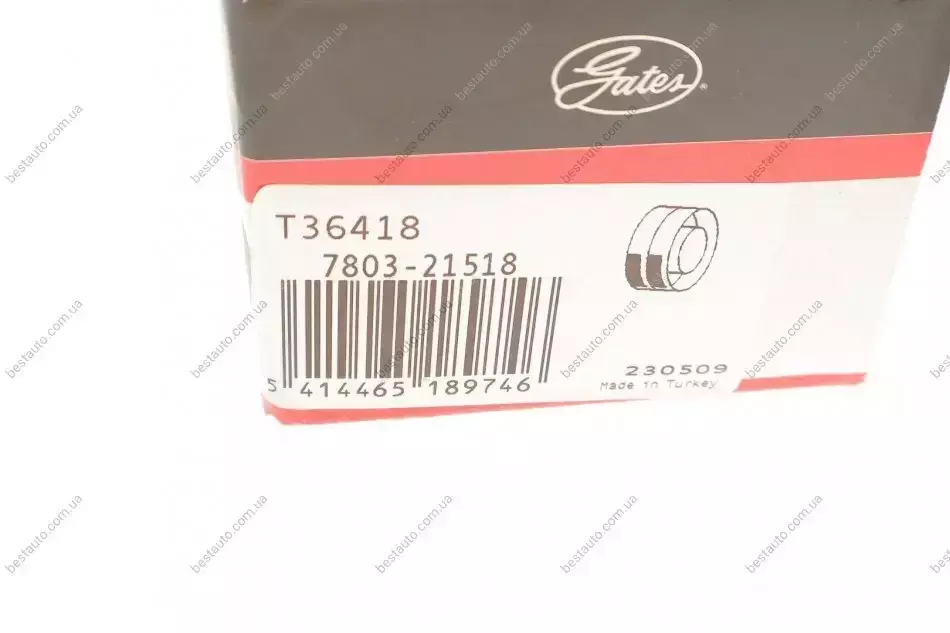 Gates®
T36418
7803-21518
5 414465 189746
230509
Made in Turkey
bestauto.com.ua